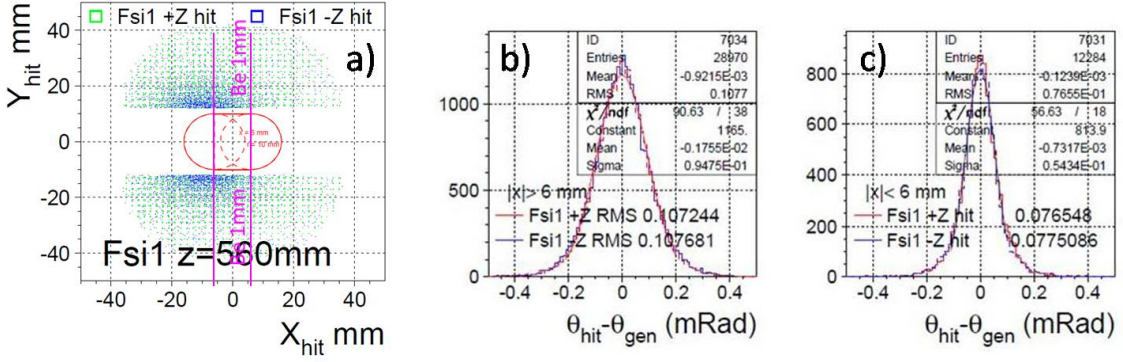 Fsi1 +Z hit Fsi1 -Z hit
a)
Y_hit mm
40
20
0
-20
-40
Be 1mm
Be 1mm
= 10 mm
Fsi1 z=560mm
-40 -20 0 20 40
X_hit mm
b)
ID 7034
Entries 28970
Mean -0.9215E-03
RMS 0.1077
χ²/ndf 90.63 / 38
Constant 1165.
Mean -0.1755E-02
Sigma 0.9475E-01
|x|> 6 mm
Fsi1 +Z RMS 0.107244
Fsi1 +Z RMS 0.107681
1000
500
0
-0.4 -0.2 0 0.2 0.4
θ_hit-θ_gen (mRad)
c)
ID 7031
Entries 12284
Mean -0.1239E-03
RMS 0.7655E-01
χ²/ndf 56.63 / 18
Constant 813.9
Mean -0.7317E-03
Sigma 0.5434E-01
|x|< 6 mm
Fsi1 +Z hit 0.076548
Fsi1 -Z hit 0.0775086
800
600
400
200
0
-0.4 -0.2 0 0.2 0.4
θ_hit-θ_gen (mRad)